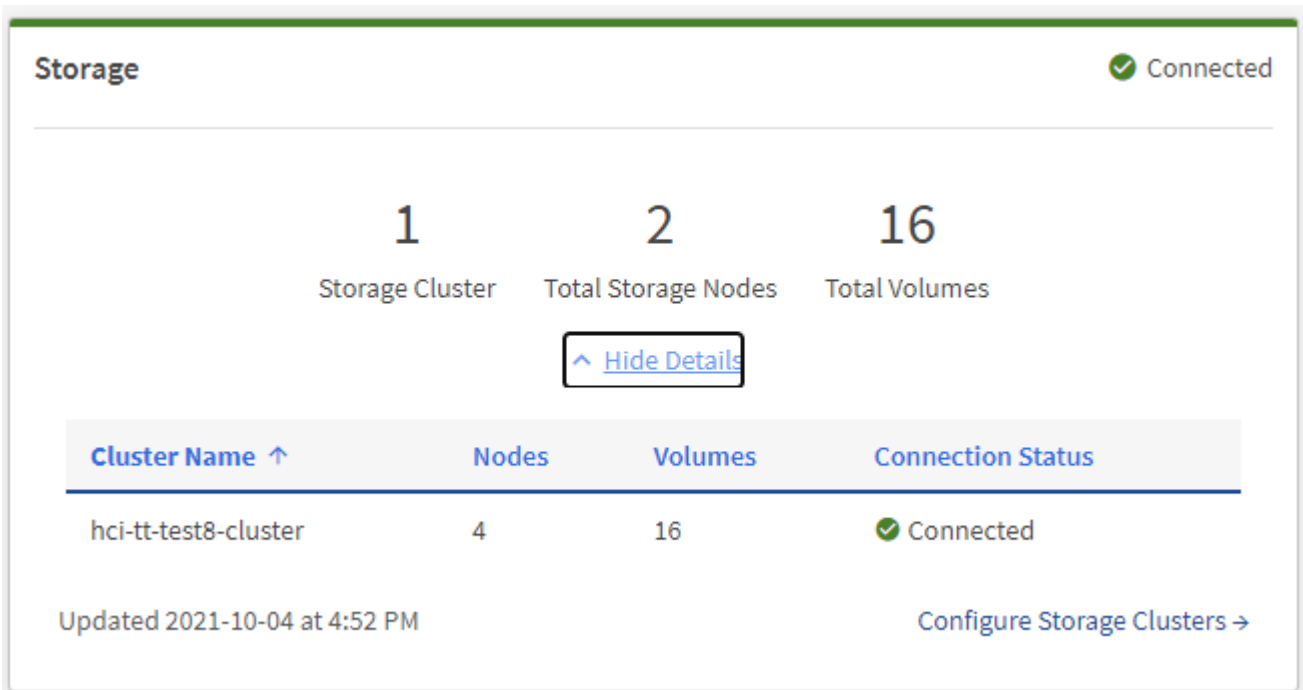 Storage
Connected
1 2 16
Storage Cluster Total Storage Nodes Total Volumes
Hide Details
Cluster Name ↑ Nodes Volumes Connection Status
hci-tt-test8-cluster 4 16 Connected
Updated 2021-10-04 at 4:52 PM
Configure Storage Clusters →